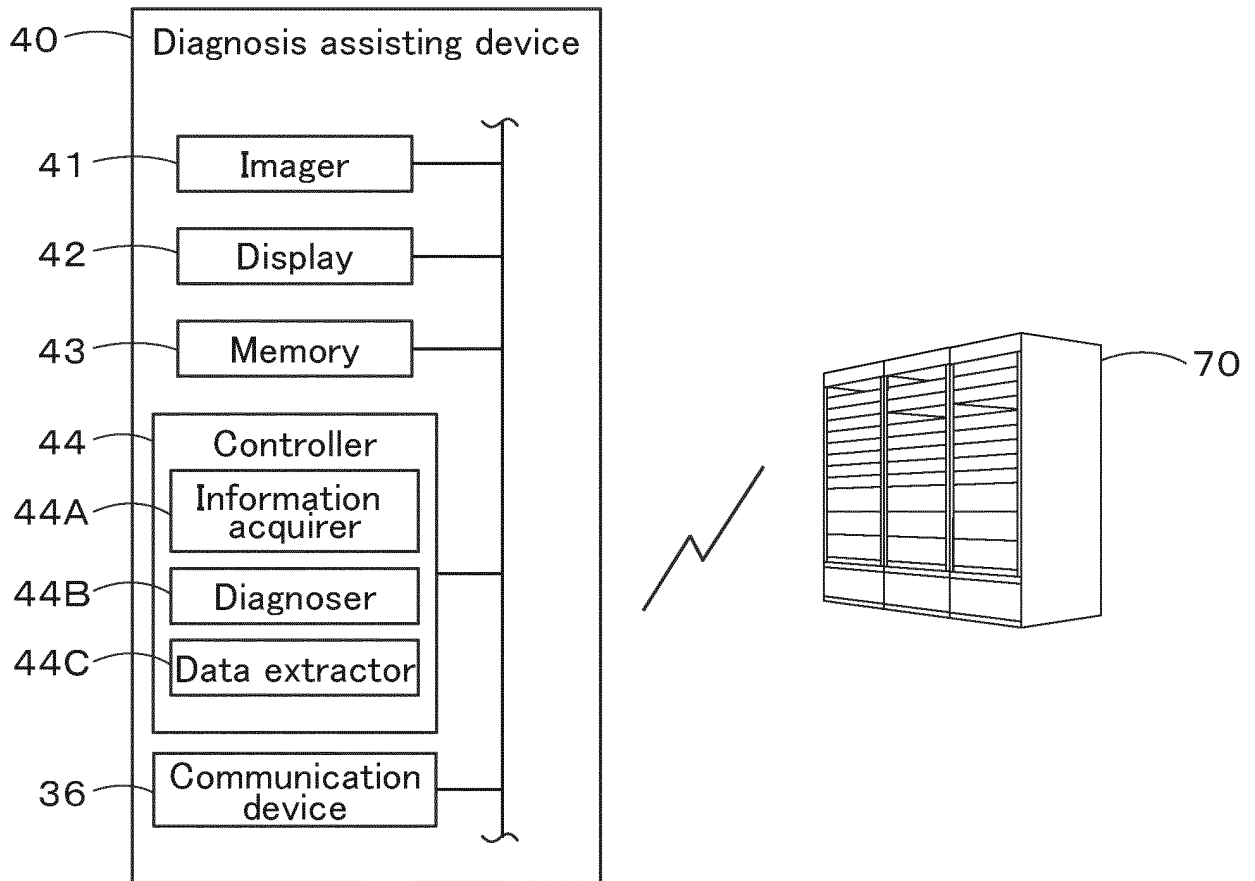 40
Diagnosis assisting device
41
Imager
42
Display
43
Memory
70
44
Controller
44A
Information
acquirer
44B
Diagnoser
44C
Data extractor
36
Communication
device